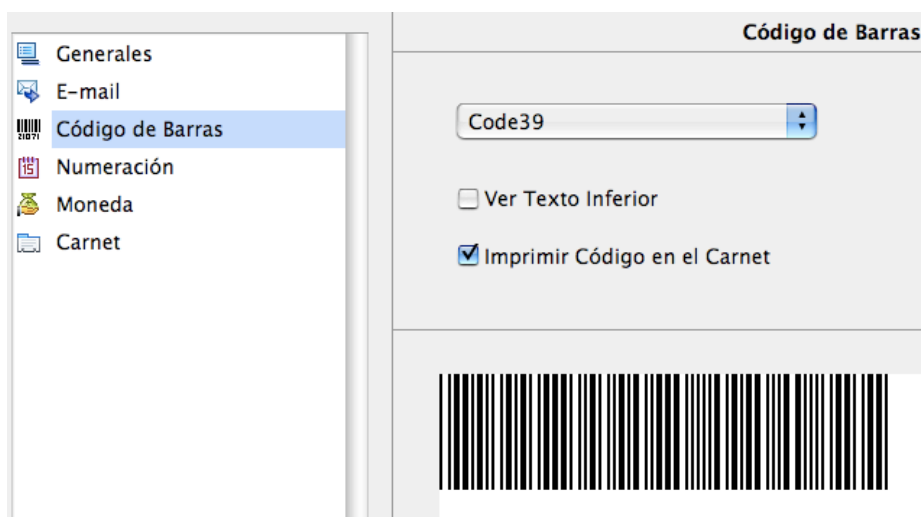 Código de Barras
Generales
E-mail
Código de Barras
Numeración
Moneda
Carnet
Code39
Ver Texto Inferior
Imprimir Código en el Carnet